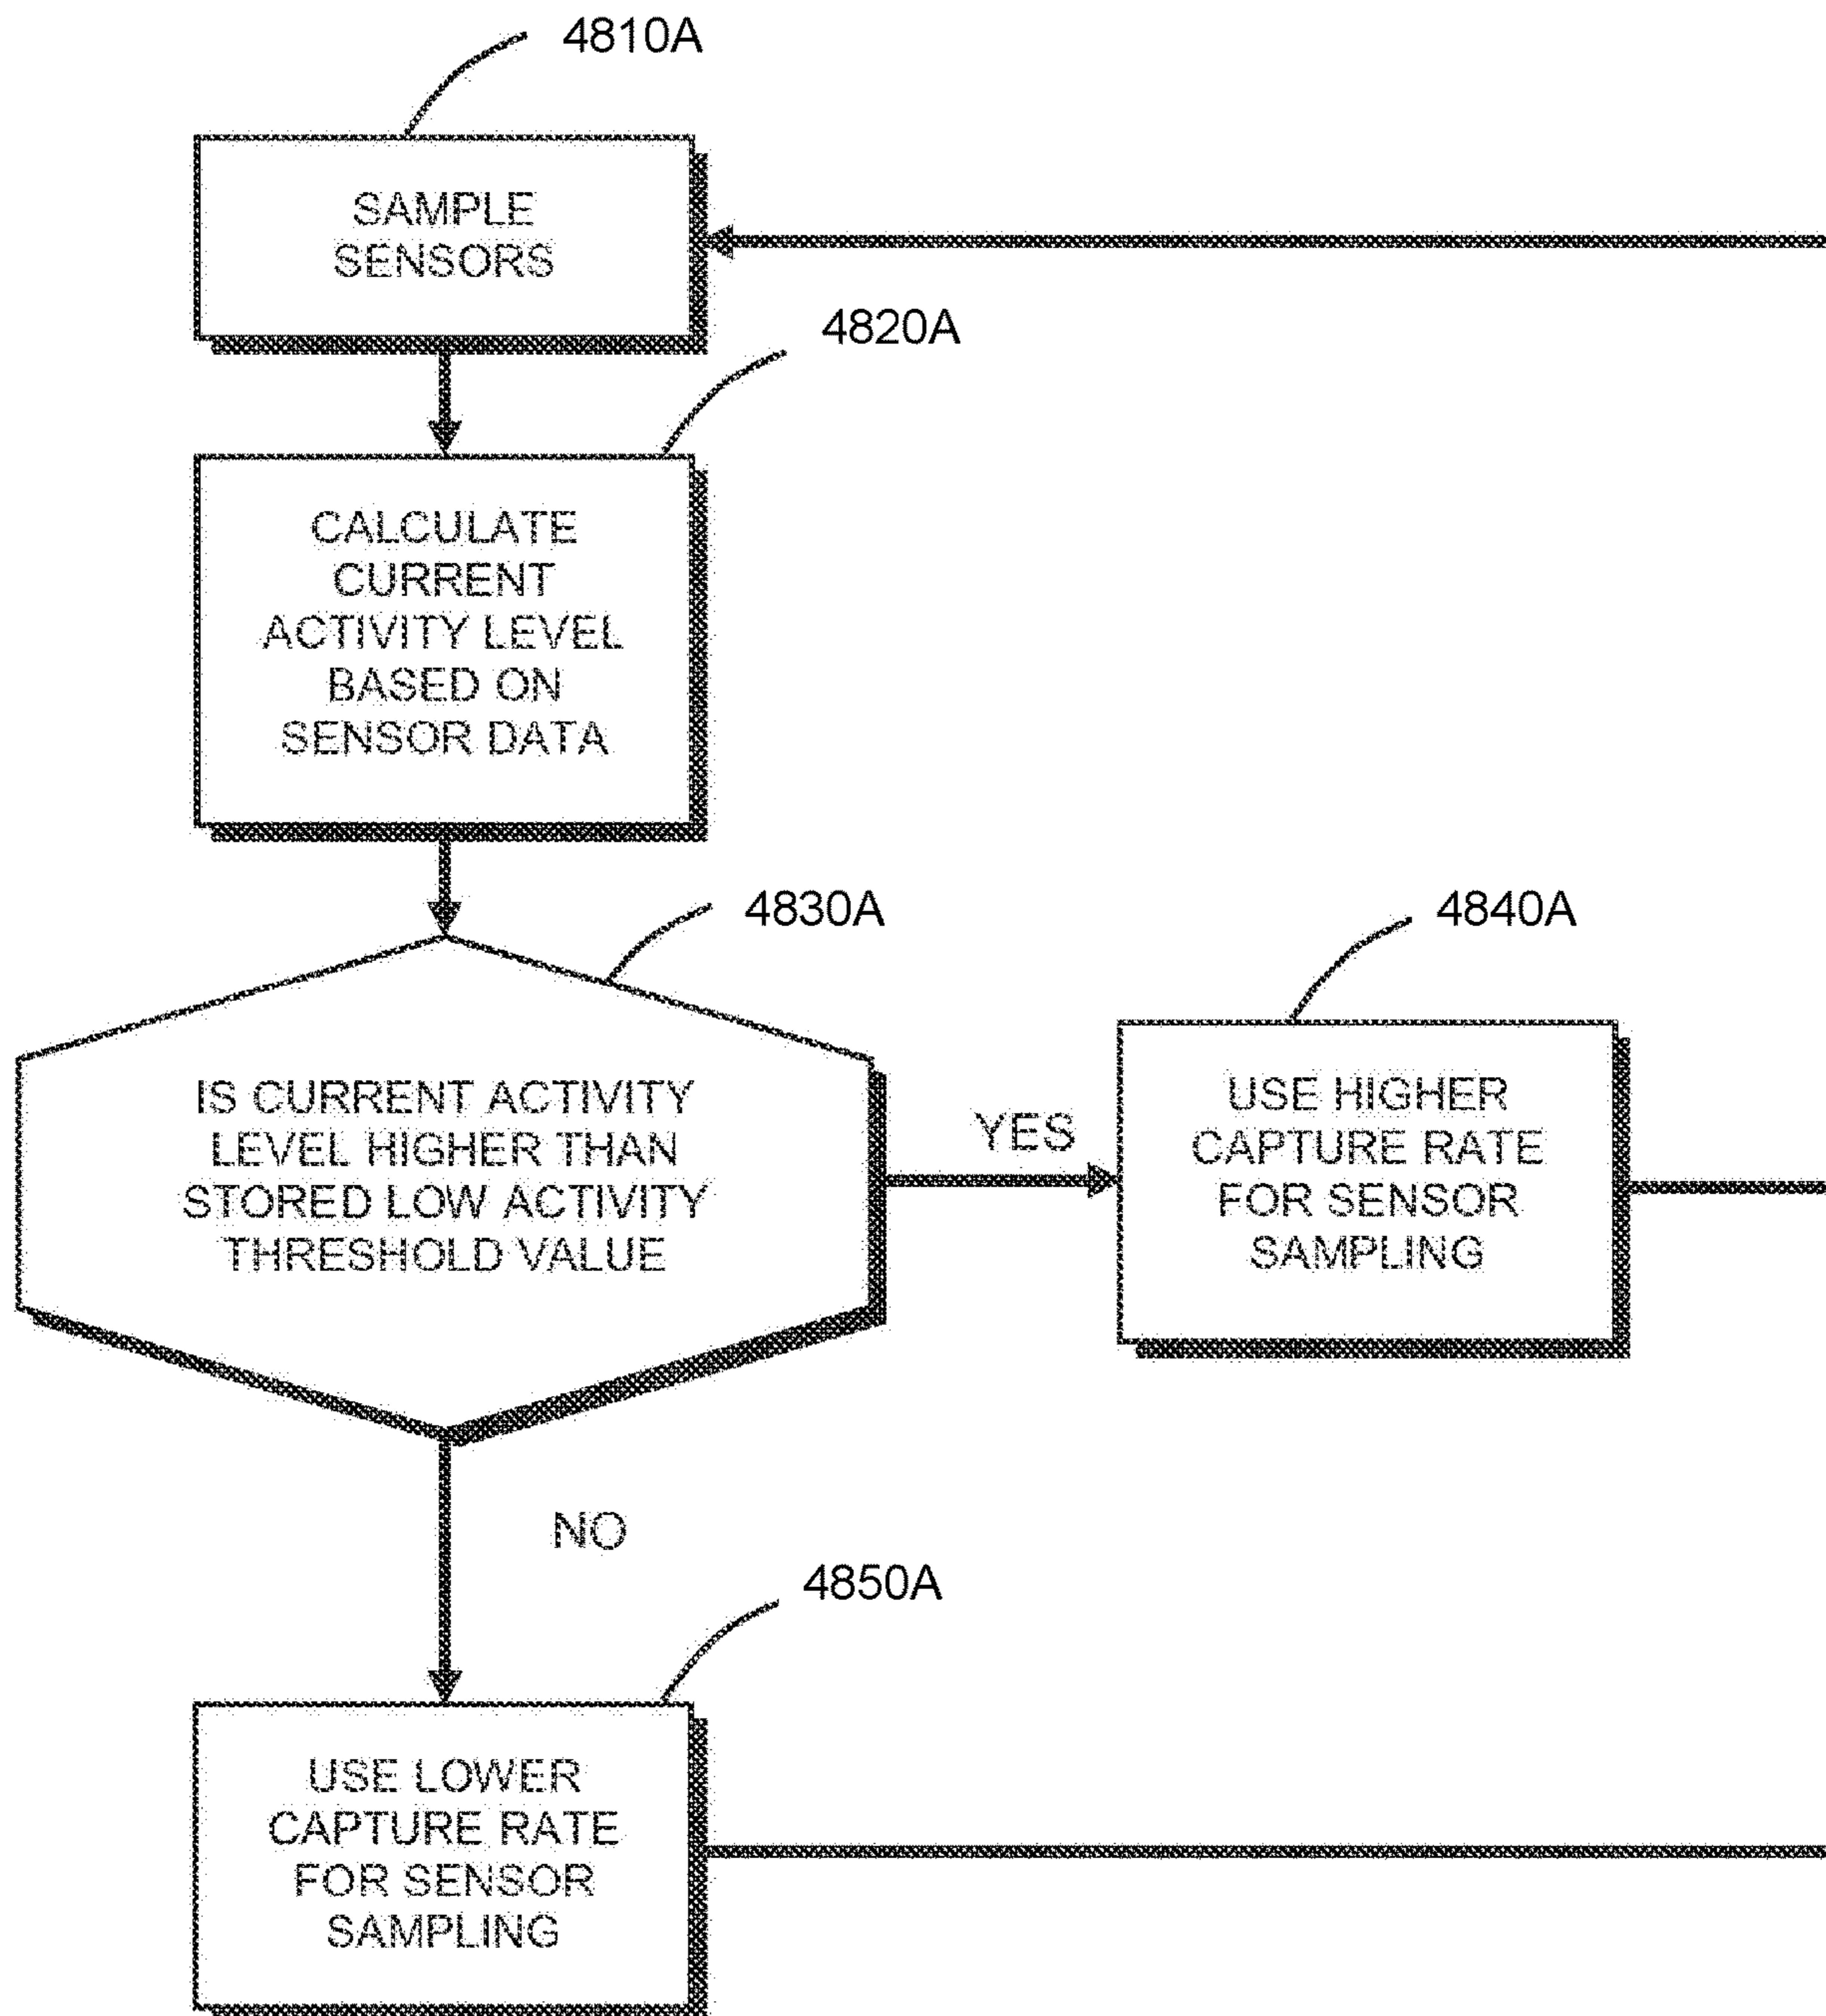 4810A
SAMPLE
SENSORS
4820A
CALCULATE
CURRENT
ACTIVITY LEVEL
BASED ON
SENSOR DATA
4830A
IS CURRENT ACTIVITY
LEVEL HIGHER THAN
STORED LOW ACTIVITY
THRESHOLD VALUE
YES
4840A
USE HIGHER
CAPTURE RATE
FOR SENSOR
SAMPLING
NO
4850A
USE LOWER
CAPTURE RATE
FOR SENSOR
SAMPLING